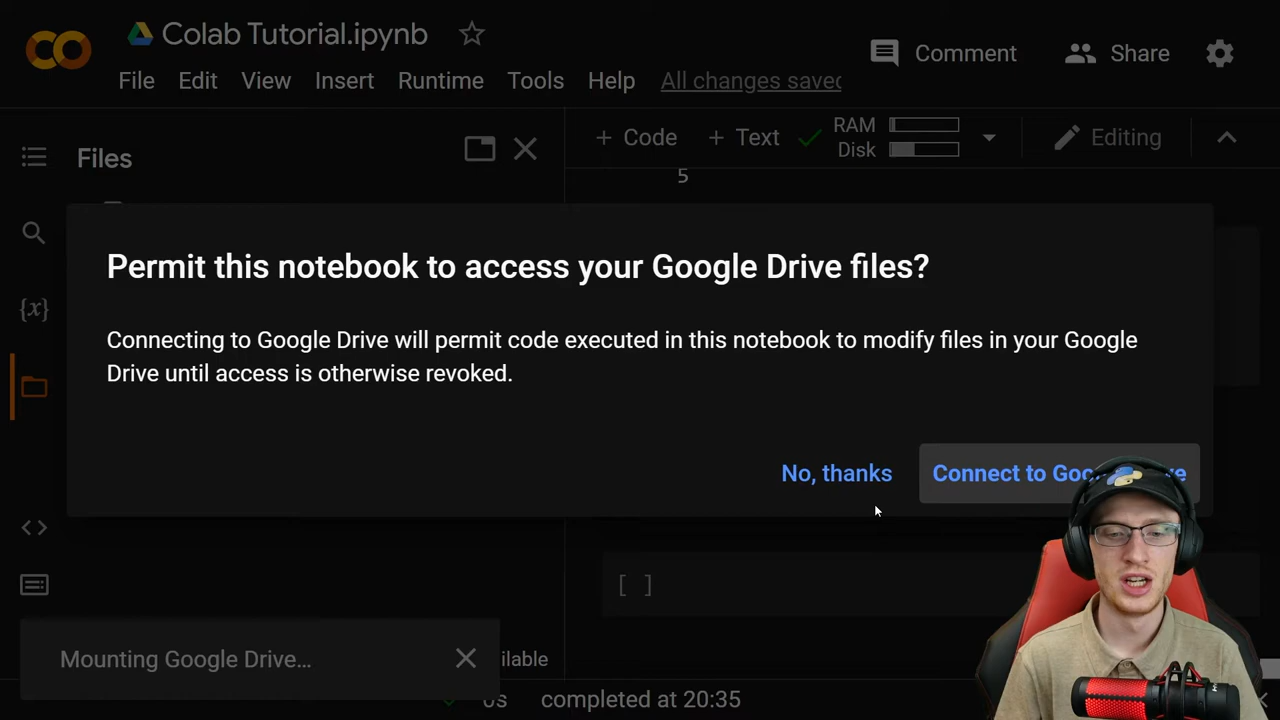 Colab Tutorial.ipynb
Comment
Share
File Edit View Insert Runtime Tools Help All changes saved
Files
+ Code + Text
RAM
Disk
Editing
5
{x}
Permit this notebook to access your Google Drive files?
Connecting to Google Drive will permit code executed in this notebook to modify files in your Google
Drive until access is otherwise revoked.
No, thanks
Connect to
[ ]
Mounting Google Drive...
completed at 20:35